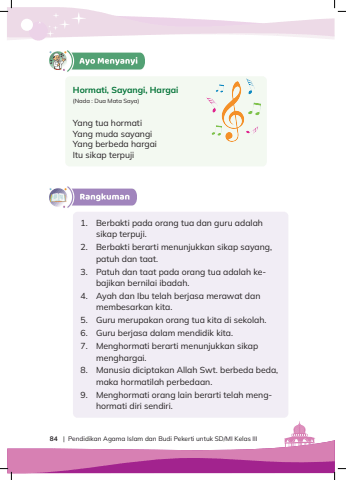 Ayo Menyanyi
Hormati, Sayangi, Hargai
(Nada : Dua Mata Saya)
Yang tua hormati
Yang muda sayangi
Yang berbeda hargai
Itu sikap terpuji
Rangkuman
1. Berbakti pada orang tua dan guru adalah
sikap terpuji.
2. Berbakti berarti menunjukkan sikap sayang,
patuh dan taat.
3. Patuh dan taat pada orang tua adalah ke-
bajikan bernilai ibadah.
4. Ayah dan Ibu telah berjasa merawat dan
membesarkan kita.
5. Guru merupakan orang tua kita di sekolah.
6. Guru berjasa dalam mendidik kita.
7. Menghormati berarti menunjukkan sikap
menghargai.
8. Manusia diciptakan Allah Swt. berbeda beda,
maka hormatilah perbedaan.
9. Menghormati orang lain berarti telah meng-
hormati diri sendiri.
84 | Pendidikan Agama Islam dan Budi Pekerti untuk SD/MI Kelas III